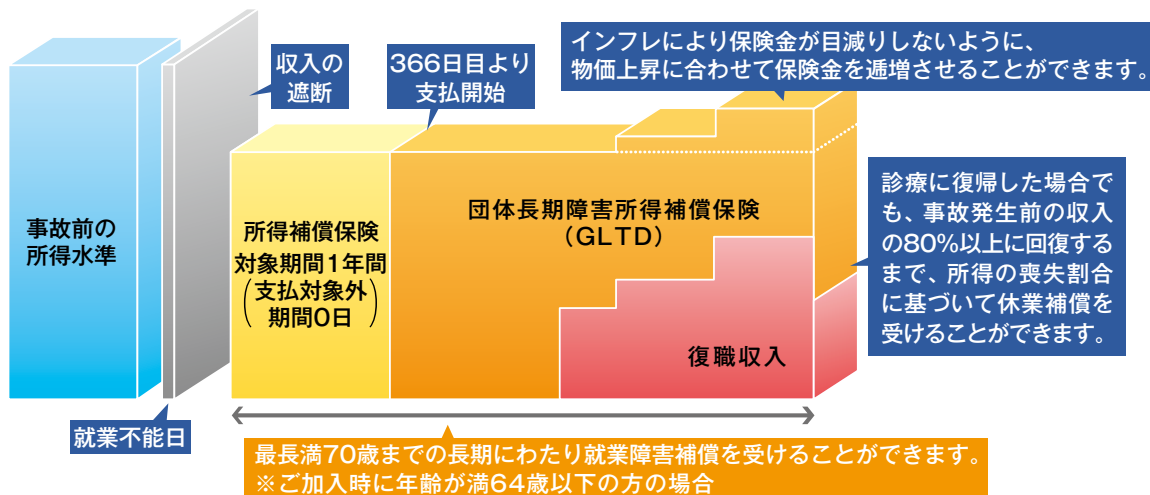 収入の
遮断
366日目より
支払開始
インフレにより保険金が目減りしないように、
物価上昇に合わせて保険金を逓増させることができます。
事故前の
所得水準
所得補償保険
対象期間1年間
(支払対象外
期間0日)
団体長期障害所得補償保険
(GLTD)
診療に復帰した場合で
も、事故発生前の収入
の80%以上に回復する
まで、所得の喪失割合
に基づいて休業補償を
受けることができます。
復職収入
就業不能日
最長満70歳までの長期にわたり就業障害補償を受けることができます。
※ご加入時に年齢が満64歳以下の方の場合